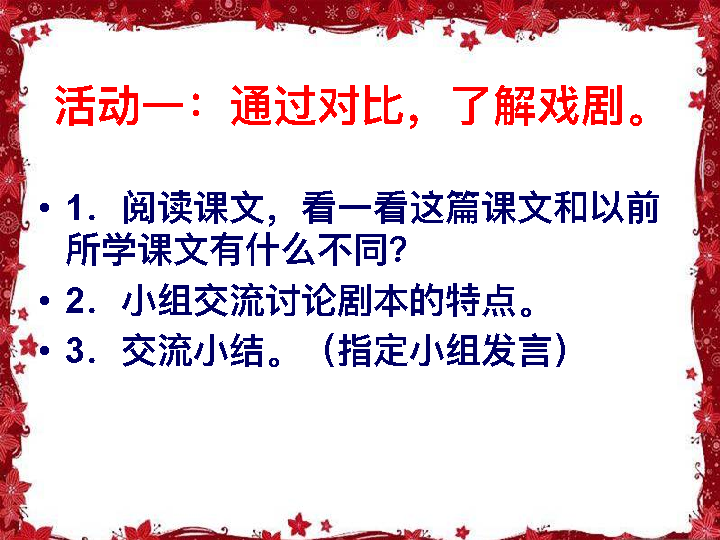 活动一：通过对比，了解戏剧。
• 1．阅读课文，看一看这篇课文和以前
所学课文有什么不同？
• 2．小组交流讨论剧本的特点。
• 3．交流小结。（指定小组发言）